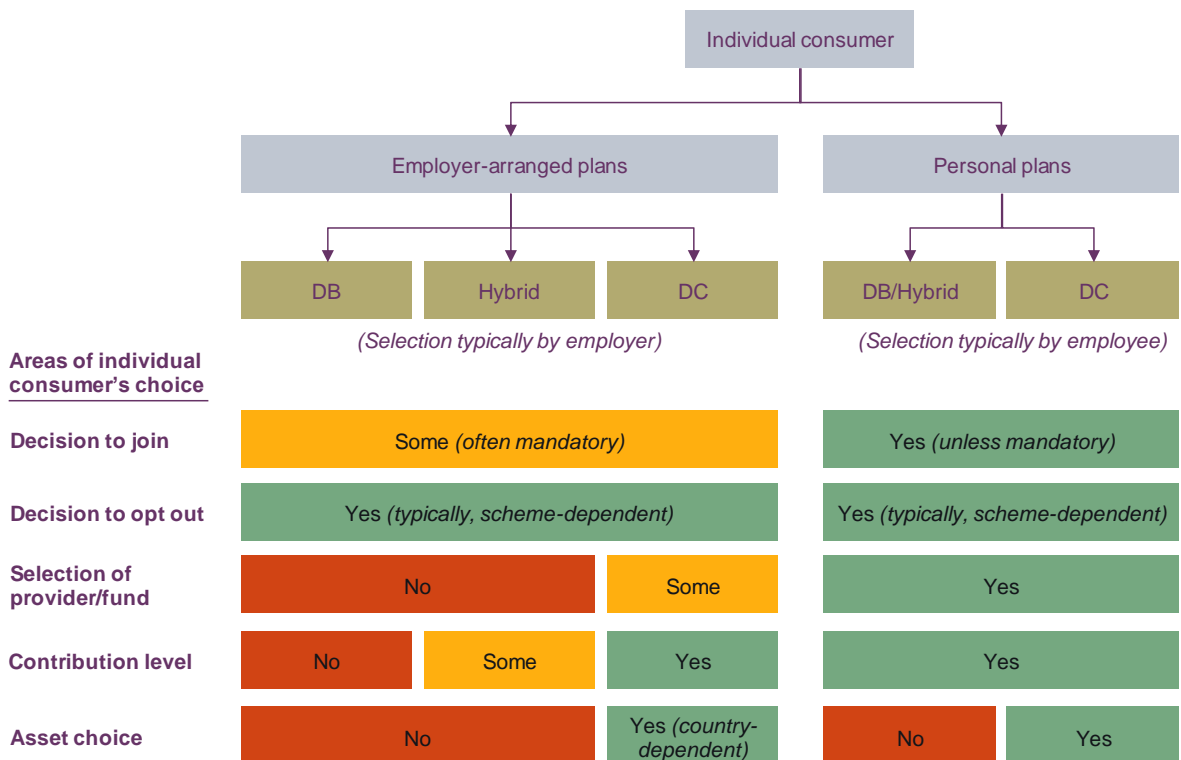 Individual consumer
Employer-arranged plans
Personal plans
DB
Hybrid
DC
DB/Hybrid
DC
(Selection typically by employer)
(Selection typically by employee)
Areas of individual
consumer's choice
Decision to join
Some (often mandatory)
Yes (unless mandatory)
Decision to opt out
Yes (typically, scheme-dependent)
Yes (typically, scheme-dependent)
Selection of
provider/fund
No
Some
Yes
Contribution level
No
Some
Yes
Yes
Asset choice
No
Yes (country-
dependent)
No
Yes